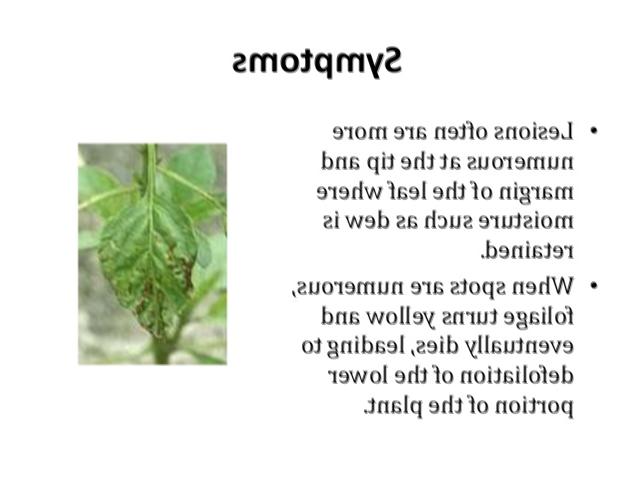 Symptoms
• Lesions often are more
numerous at the tip and
margin of the leaf where
moisture such as dew is
retained.
• When spots are numerous,
foliage turns yellow and
eventually dies, leading to
defoliation of the lower
portion of the plant.